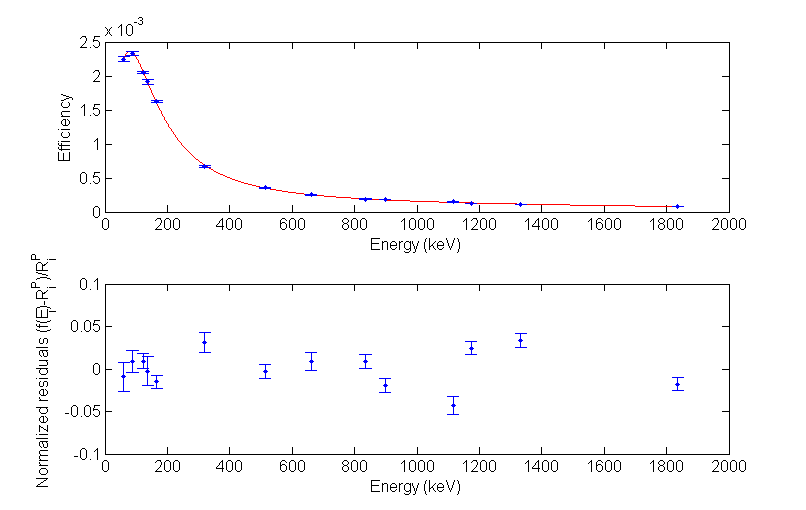 x 10^-3
2.5
2
1.5
1
0.5
0
Efficiency
0 200 400 600 800 1000 1200 1400 1600 1800 2000
Energy (keV)
0.1
0.05
0
-0.05
-0.1
Normalized residuals (f(E_i)-R_i^P)/R_i^P
0 200 400 600 800 1000 1200 1400 1600 1800 2000
Energy (keV)